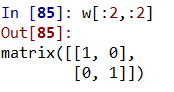 In [85]: w[:2,:2]
Out[85]:
matrix([[1, 0],
        [0, 1]])